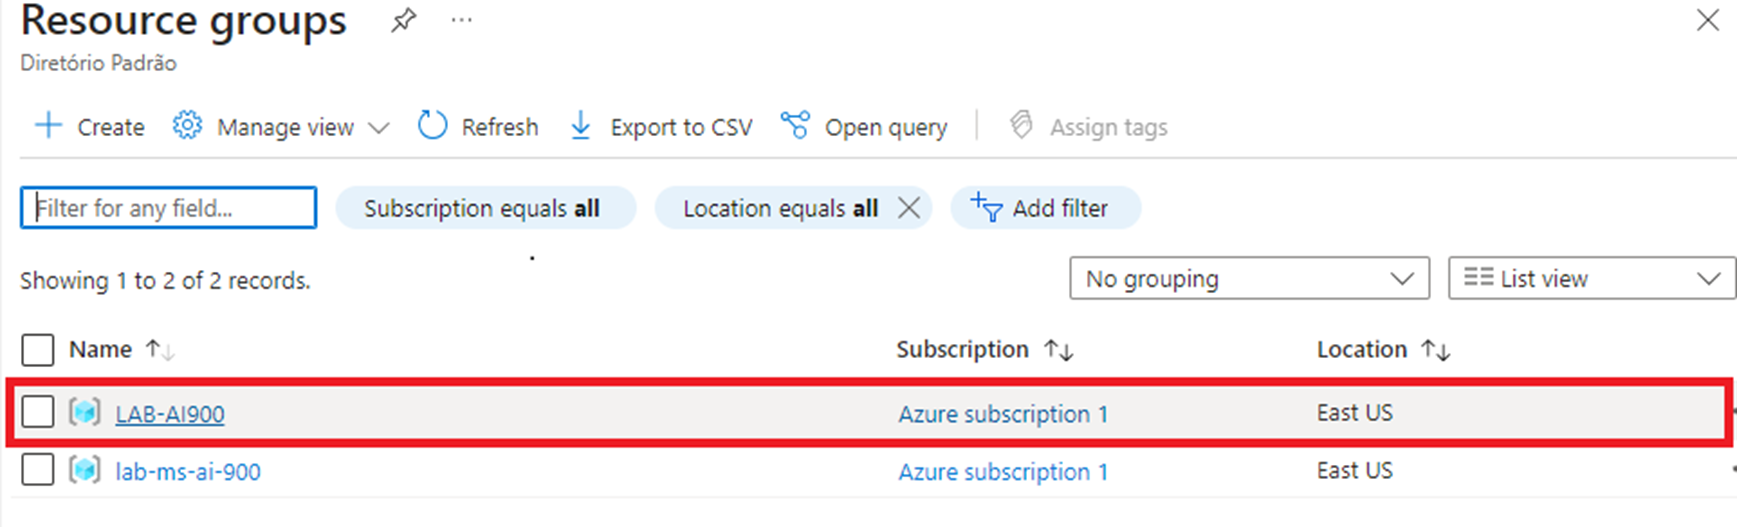 Resource groups
Diretório Padrão
Create Manage view Refresh Export to CSV Open query Assign tags
Filter for any field... Subscription equals all Location equals all Add filter
Showing 1 to 2 of 2 records. No grouping List view
Name Subscription Location
LAB-AI900 Azure subscription 1 East US
lab-ms-ai-900 Azure subscription 1 East US